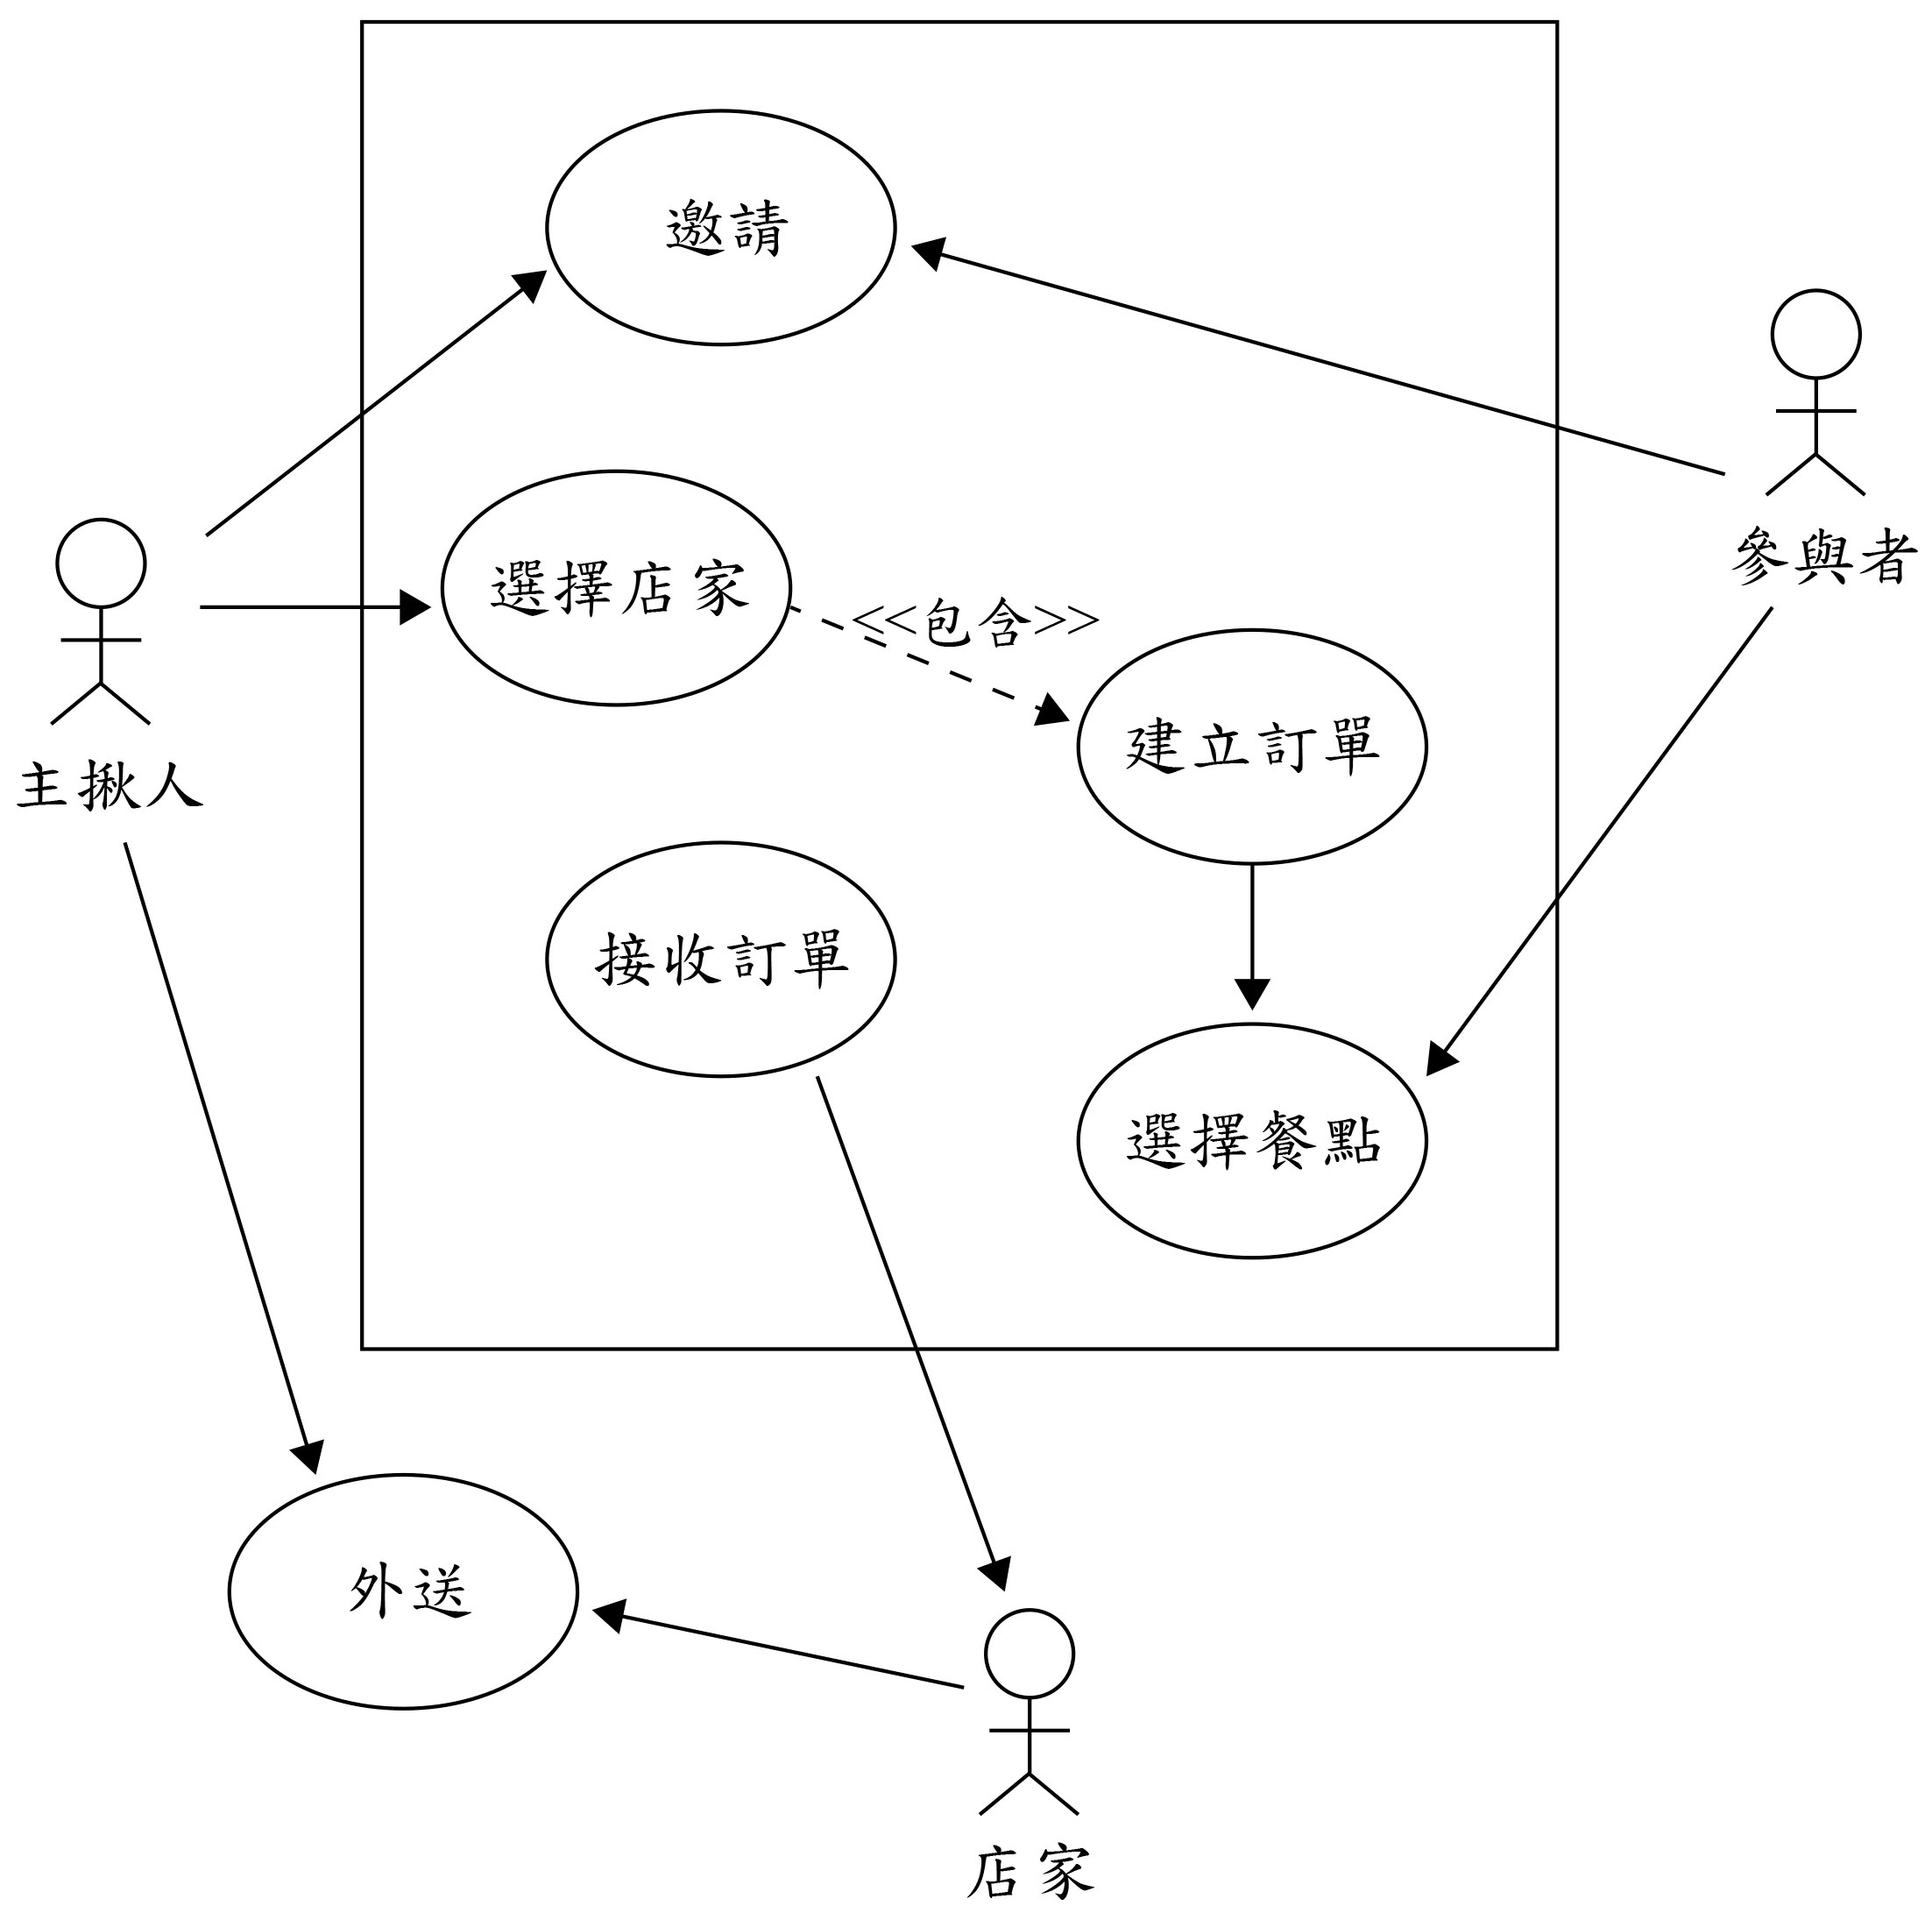 邀請
選擇店家
<<包含>>
參與者
建立訂單
主揪人
接收訂單
選擇餐點
外送
店家